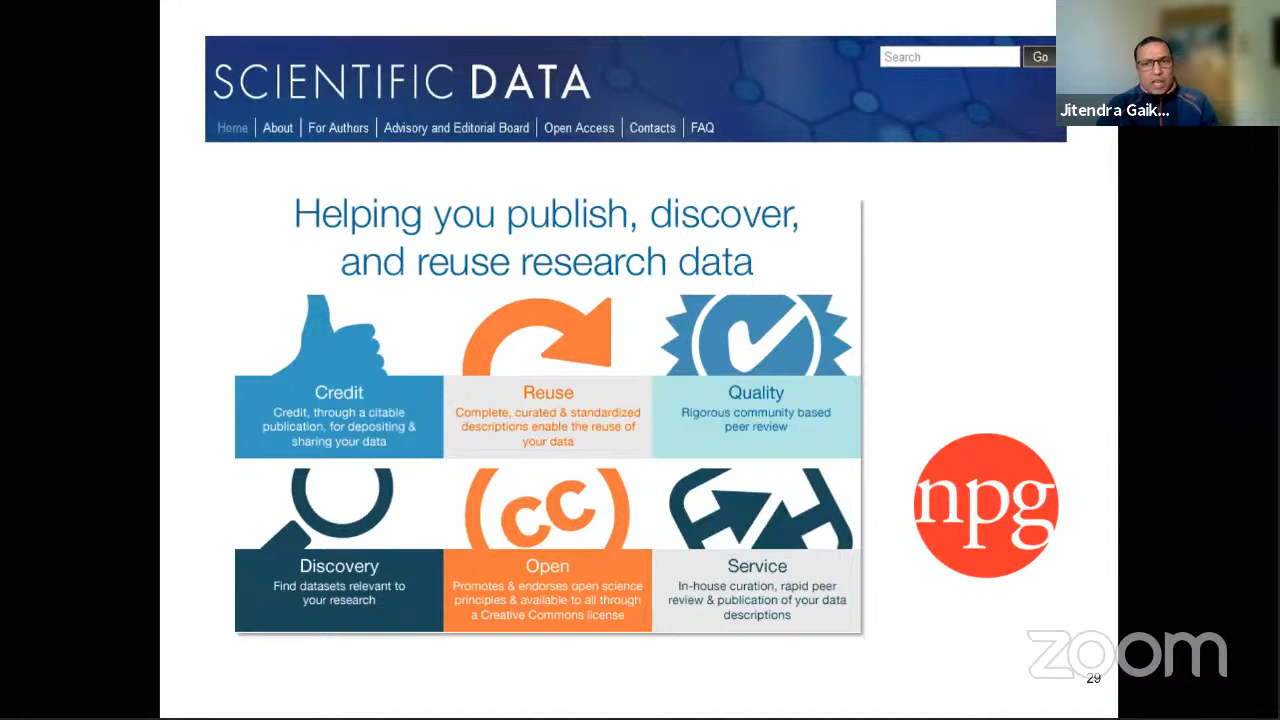 SCIENTIFIC DATA
Search
Go
Home
About
For Authors
Advisory and Editorial Board
Open Access
Contacts
FAQ
Jitendra Gaik...
Helping you publish, discover,
and reuse research data
Credit
Credit, through a citable
publication, for depositing &
sharing your data
Reuse
Complete, curated & standardized
descriptions enable the reuse of
your data
Quality
Rigorous community based
peer review
cc
Discovery
Find datasets relevant to
your research
Open
Promotes & endorses open science
principles & available to all through
a Creative Commons license
Service
In-house curation, rapid peer
review & publication of your data
descriptions
npg
zoom
29